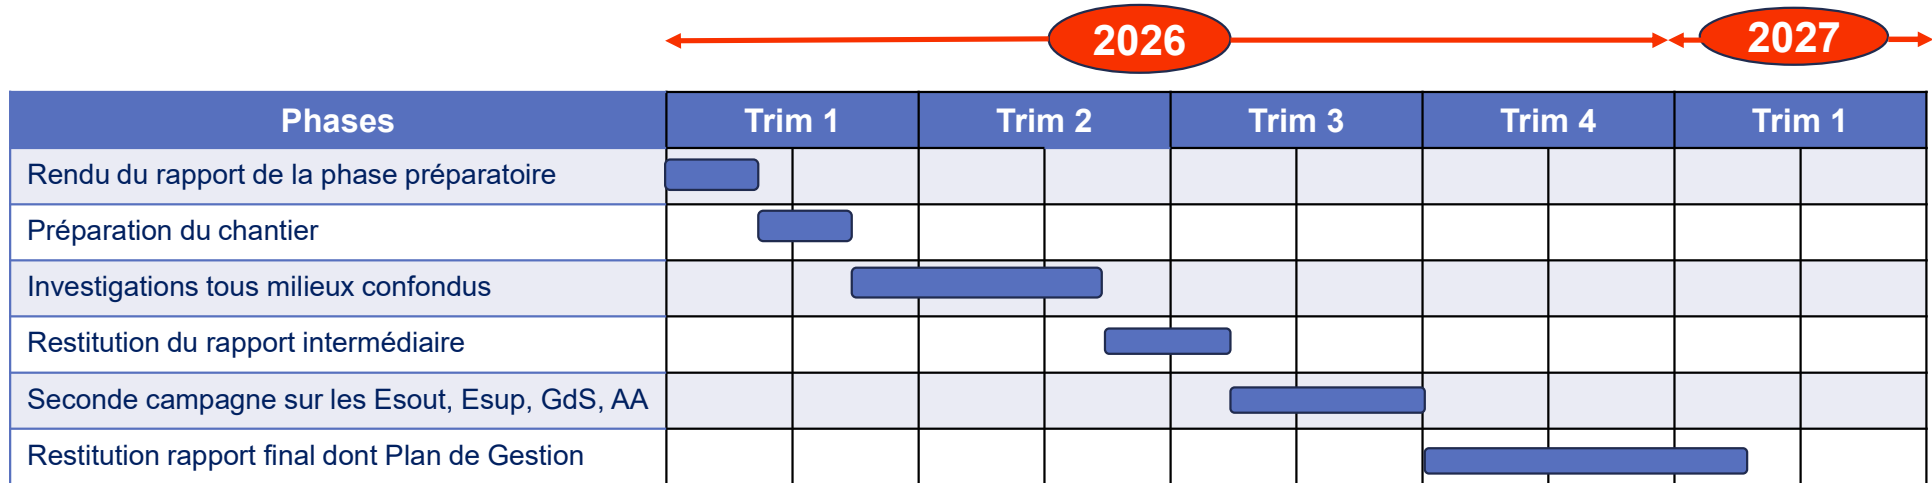 2026 2027
Phases Trim 1 Trim 2 Trim 3 Trim 4 Trim 1
Rendu du rapport de la phase préparatoire
Préparation du chantier
Investigations tous milieux confondus
Restitution du rapport intermédiaire
Seconde campagne sur les Esout, Esup, GdS, AA
Restitution rapport final dont Plan de Gestion